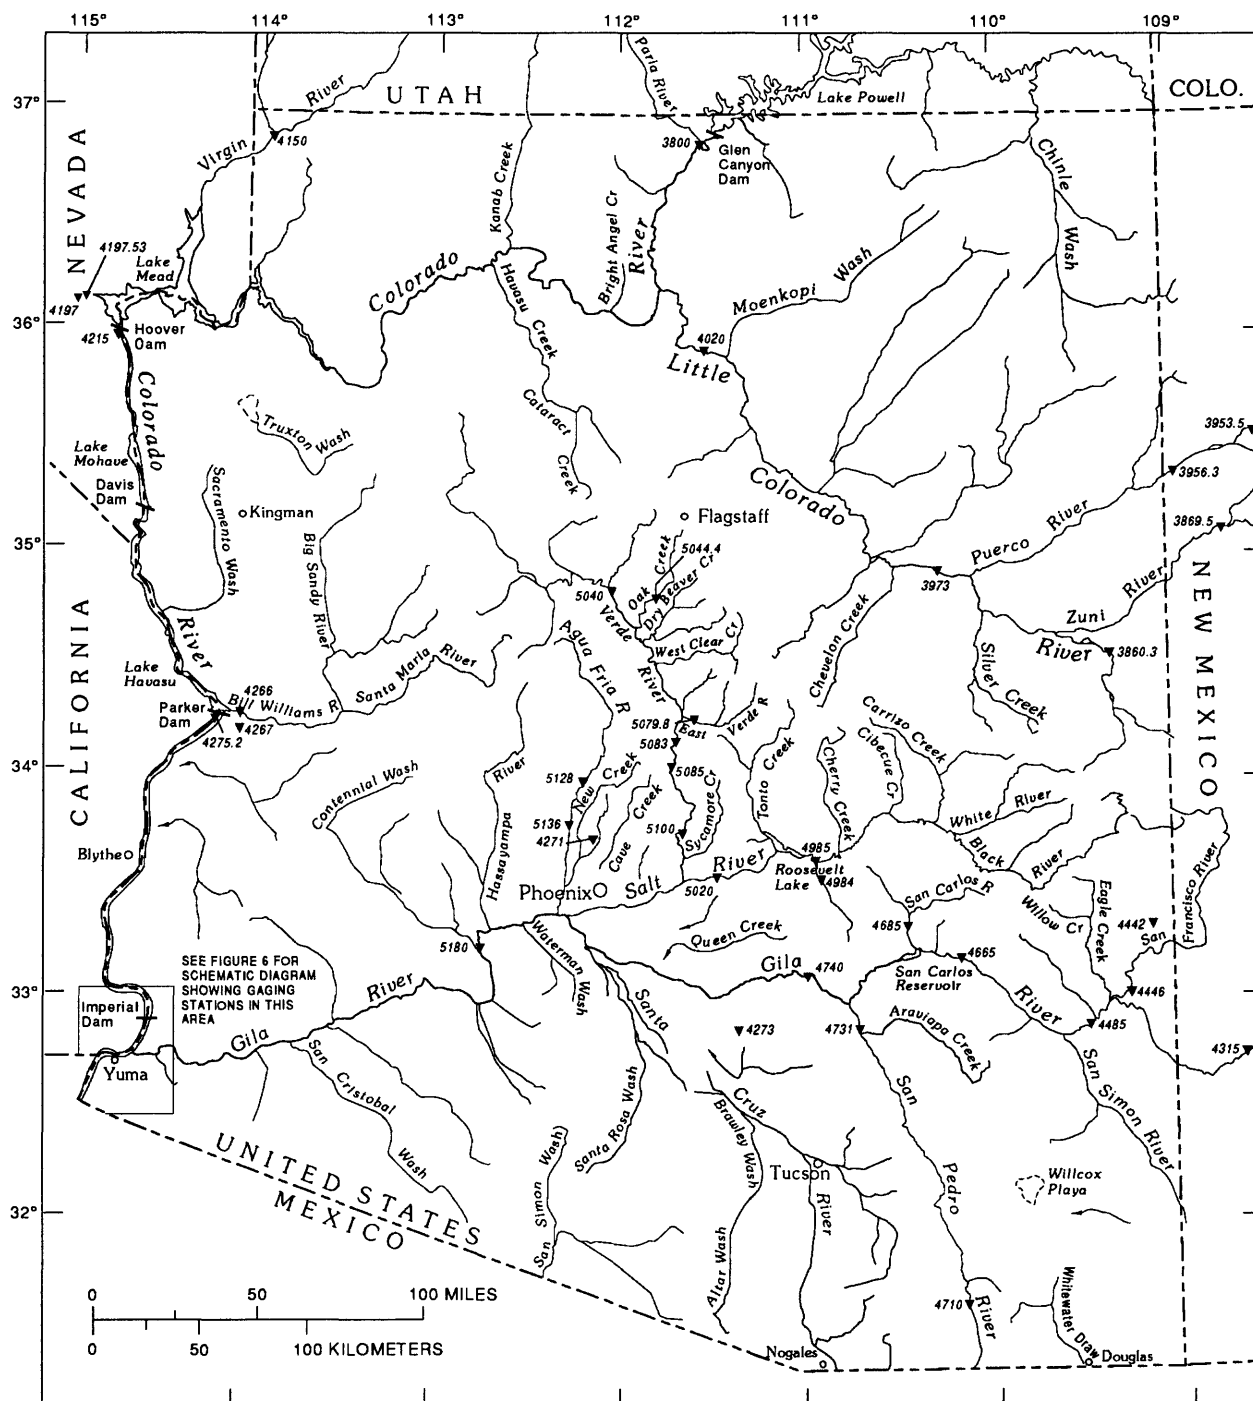 115° 114° 113° 112° 111° 110° 109°
37°
36°
35°
34°
33°
32°
NEVADA
UTAH
COLO.
CALIFORNIA
NEW MEXICO
UNITED STATES
MEXICO
Virgin River
4150
Paria River
Lake Powell
3800
Glen
Canyon
Dam
Kanab Creek
Bright Angel Cr
Chinle Wash
4197.53
4197
Lake
Mead
4215
Hoover
Oam
Colorado River
Havasu Creek
Moenkopi Wash
4020
Little Colorado River
Cataract Creek
Truxton Wash
Colorado River
Lake
Mohave
Davis
Dam
Sacramento Wash
Kingman
Big Sandy River
Flagstaff
3953.5
3956.3
3869.5
Puerco River
3973
Zuni River
3860.3
Silver Creek
Chevelon Creek
5040
Oak Creek
5044.4
Dry Beaver Cr
Verde River
West Clear Cr
Agua Fria R
Lake
Havasu
Parker
Dam
4266
Bill Williams R
4267
4275.2
Santa Maria River
5079.8
East Verde R
5083
5085
5100
Sycamore Cr
Tonto Creek
Cherry Creek
Cibecue Cr
Carrizo Creek
White River
Black River
Centennial Wash
Hassayampa River
5128
New Creek
5136
4271
Cave Creek
Blythe
Phoenix
Salt River
5020
4985
Roosevelt
Lake
4984
San Carlos R
4685
Willow Cr
Eagle Creek
4442
San Francisco River
Queen Creek
5180
Waterman Wash
Gila River
4740
San Carlos
Reservoir
4665
4446
4485
4315
SEE FIGURE 6 FOR
SCHEMATIC DIAGRAM
SHOWING GAGING
STATIONS IN THIS
AREA
Imperial
Dam
Yuma
Gila River
San Cristobal Wash
Santa Cruz River
Santa Rosa Wash
4273
4731
Aravaipa Creek
San Simon River
San Pedro River
Brawley Wash
Tucson
San Simon Wash
Altar Wash
Willcox
Playa
4710
Whitewater Draw
Nogales
Douglas
0 50 100 MILES
0 50 100 KILOMETERS